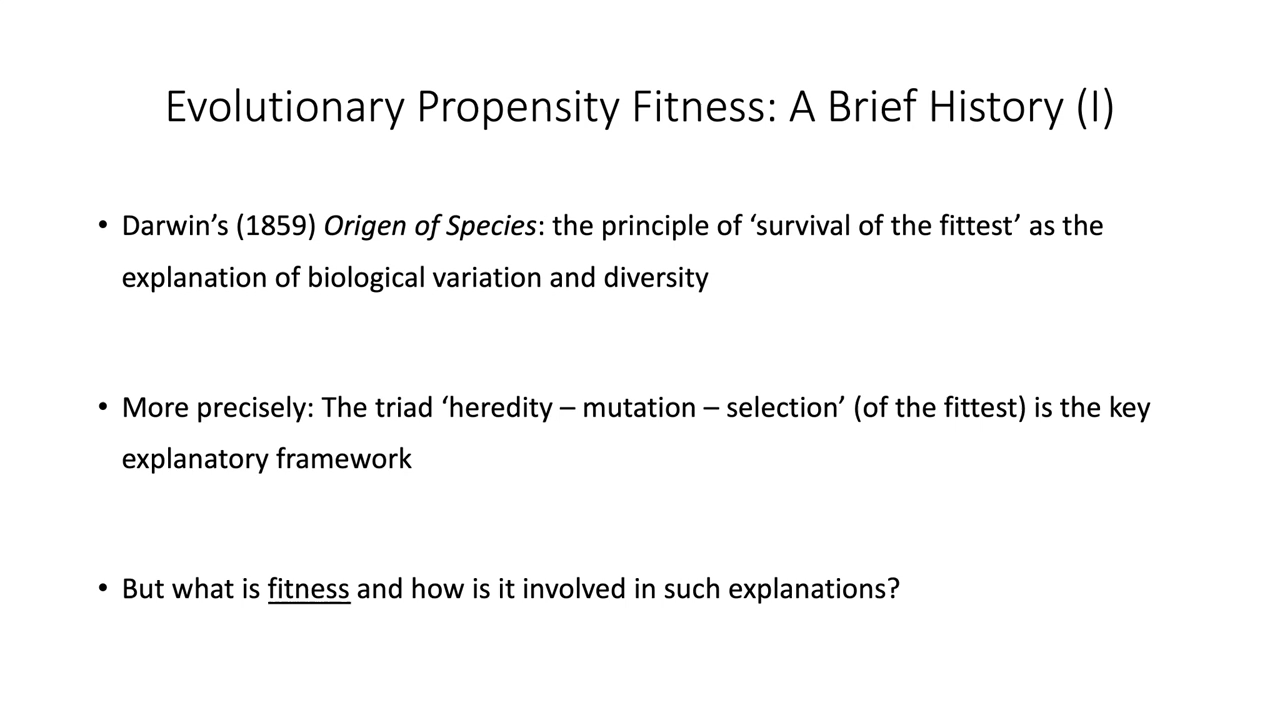 Evolutionary Propensity Fitness: A Brief History (I)
• Darwin’s (1859) Origen of Species: the principle of ‘survival of the fittest’ as the
explanation of biological variation and diversity
• More precisely: The triad ‘heredity – mutation – selection’ (of the fittest) is the key
explanatory framework
• But what is fitness and how is it involved in such explanations?